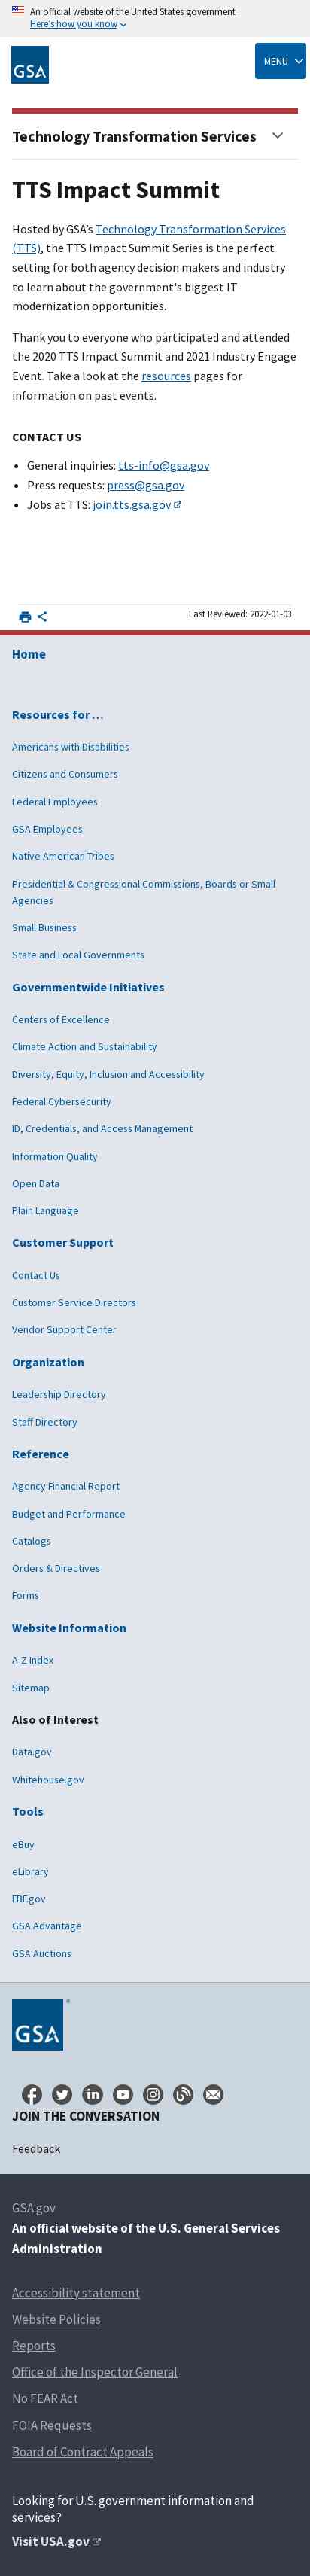 An official website of the United States government
Here's how you know
GSA
MENU
Technology Transformation Services
TTS Impact Summit
Hosted by GSA's Technology Transformation Services
(TTS), the TTS Impact Summit Series is the perfect
setting for both agency decision makers and industry
to learn about the government's biggest IT
modernization opportunities.
Thank you to everyone who participated and attended
the 2020 TTS Impact Summit and 2021 Industry Engage
Event. Take a look at the resources pages for
information on past events.
CONTACT US
• General inquiries: tts-info@gsa.gov
• Press requests: press@gsa.gov
• Jobs at TTS: join.tts.gsa.gov
Last Reviewed: 2022-01-03
Home
Resources for …
Americans with Disabilities
Citizens and Consumers
Federal Employees
GSA Employees
Native American Tribes
Presidential & Congressional Commissions, Boards or Small
Agencies
Small Business
State and Local Governments
Governmentwide Initiatives
Centers of Excellence
Climate Action and Sustainability
Diversity, Equity, Inclusion and Accessibility
Federal Cybersecurity
ID, Credentials, and Access Management
Information Quality
Open Data
Plain Language
Customer Support
Contact Us
Customer Service Directors
Vendor Support Center
Organization
Leadership Directory
Staff Directory
Reference
Agency Financial Report
Budget and Performance
Catalogs
Orders & Directives
Forms
Website Information
A-Z Index
Sitemap
Also of Interest
Data.gov
Whitehouse.gov
Tools
eBuy
eLibrary
FBF.gov
GSA Advantage
GSA Auctions
GSA
JOIN THE CONVERSATION
Feedback
GSA.gov
An official website of the U.S. General Services
Administration
Accessibility statement
Website Policies
Reports
Office of the Inspector General
No FEAR Act
FOIA Requests
Board of Contract Appeals
Looking for U.S. government information and
services?
Visit USA.gov